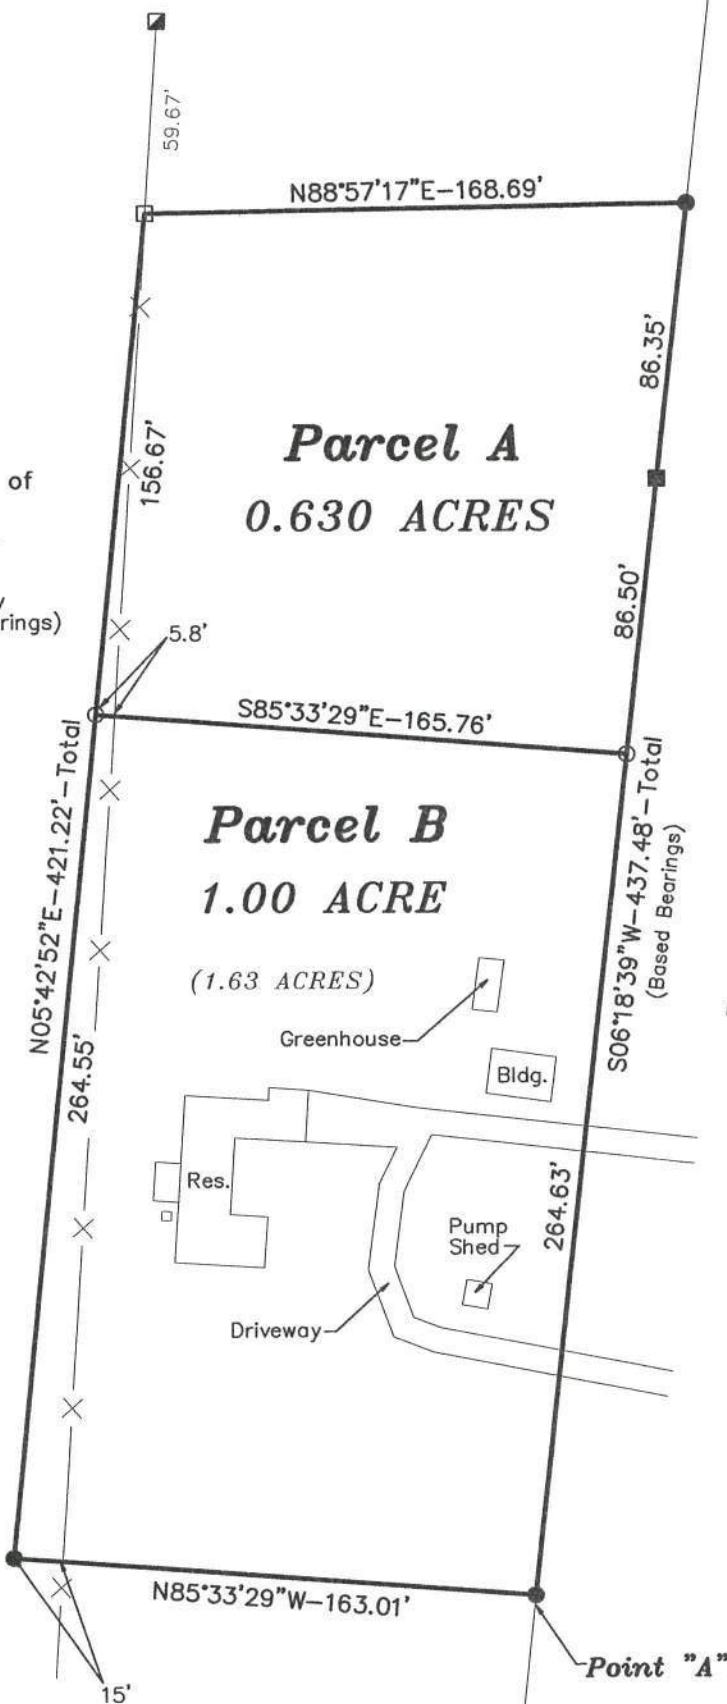 59.67'
N88°57'17"E-168.69'
86.35'
Parcel A
0.630 ACRES
156.67'
of
rings)
86.50'
5.8'
S85°33'29"E-165.76'
N05°42'52"E-421.22'-Total
S06°18'39"W-437.48'-Total
(Based Bearings)
Parcel B
1.00 ACRE
(1.63 ACRES)
Greenhouse
Bldg.
264.55'
Res.
Pump
Shed
264.63'
Driveway
N85°33'29"W-163.01'
Point "A"
15'